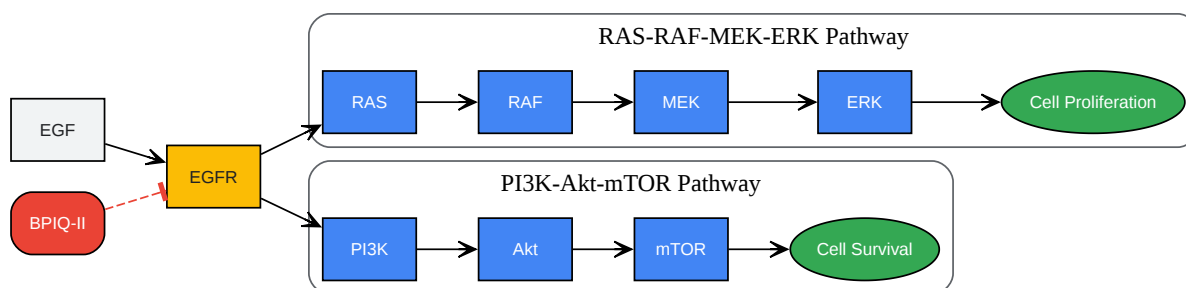 RAS-RAF-MEK-ERK Pathway
RAS
RAF
MEK
ERK
Cell Proliferation
EGF
EGFR
BPIQ-II
PI3K-Akt-mTOR Pathway
PI3K
Akt
mTOR
Cell Survival